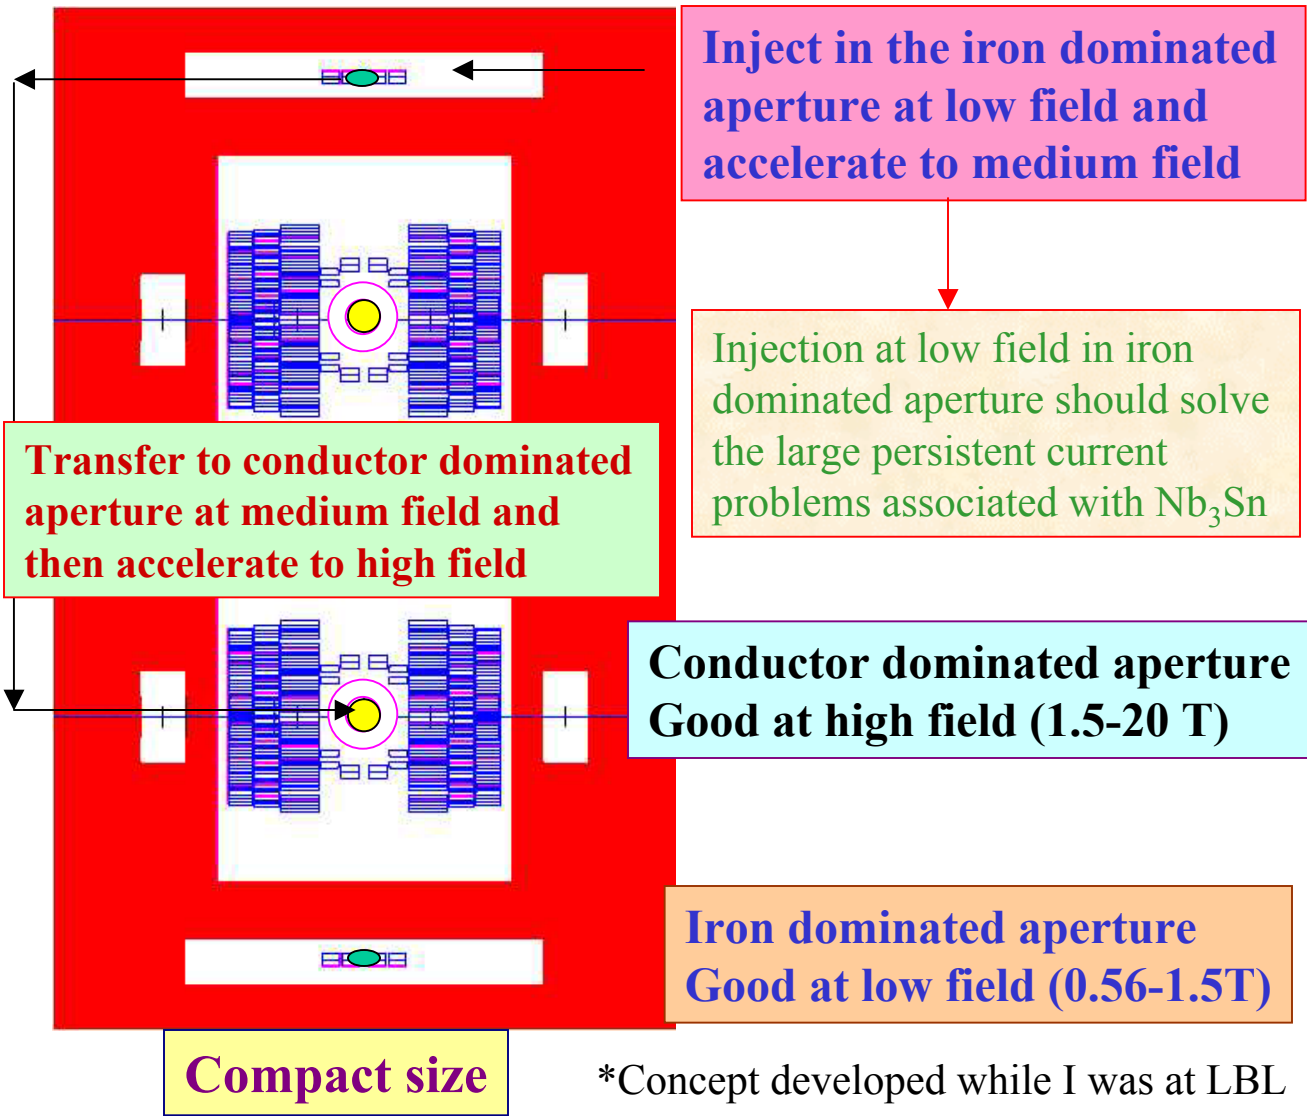 Inject in the iron dominated
aperture at low field and
accelerate to medium field
Injection at low field in iron
dominated aperture should solve
the large persistent current
problems associated with Nb₃Sn
Transfer to conductor dominated
aperture at medium field and
then accelerate to high field
Conductor dominated aperture
Good at high field (1.5-20 T)
Iron dominated aperture
Good at low field (0.56-1.5T)
Compact size
*Concept developed while I was at LBL